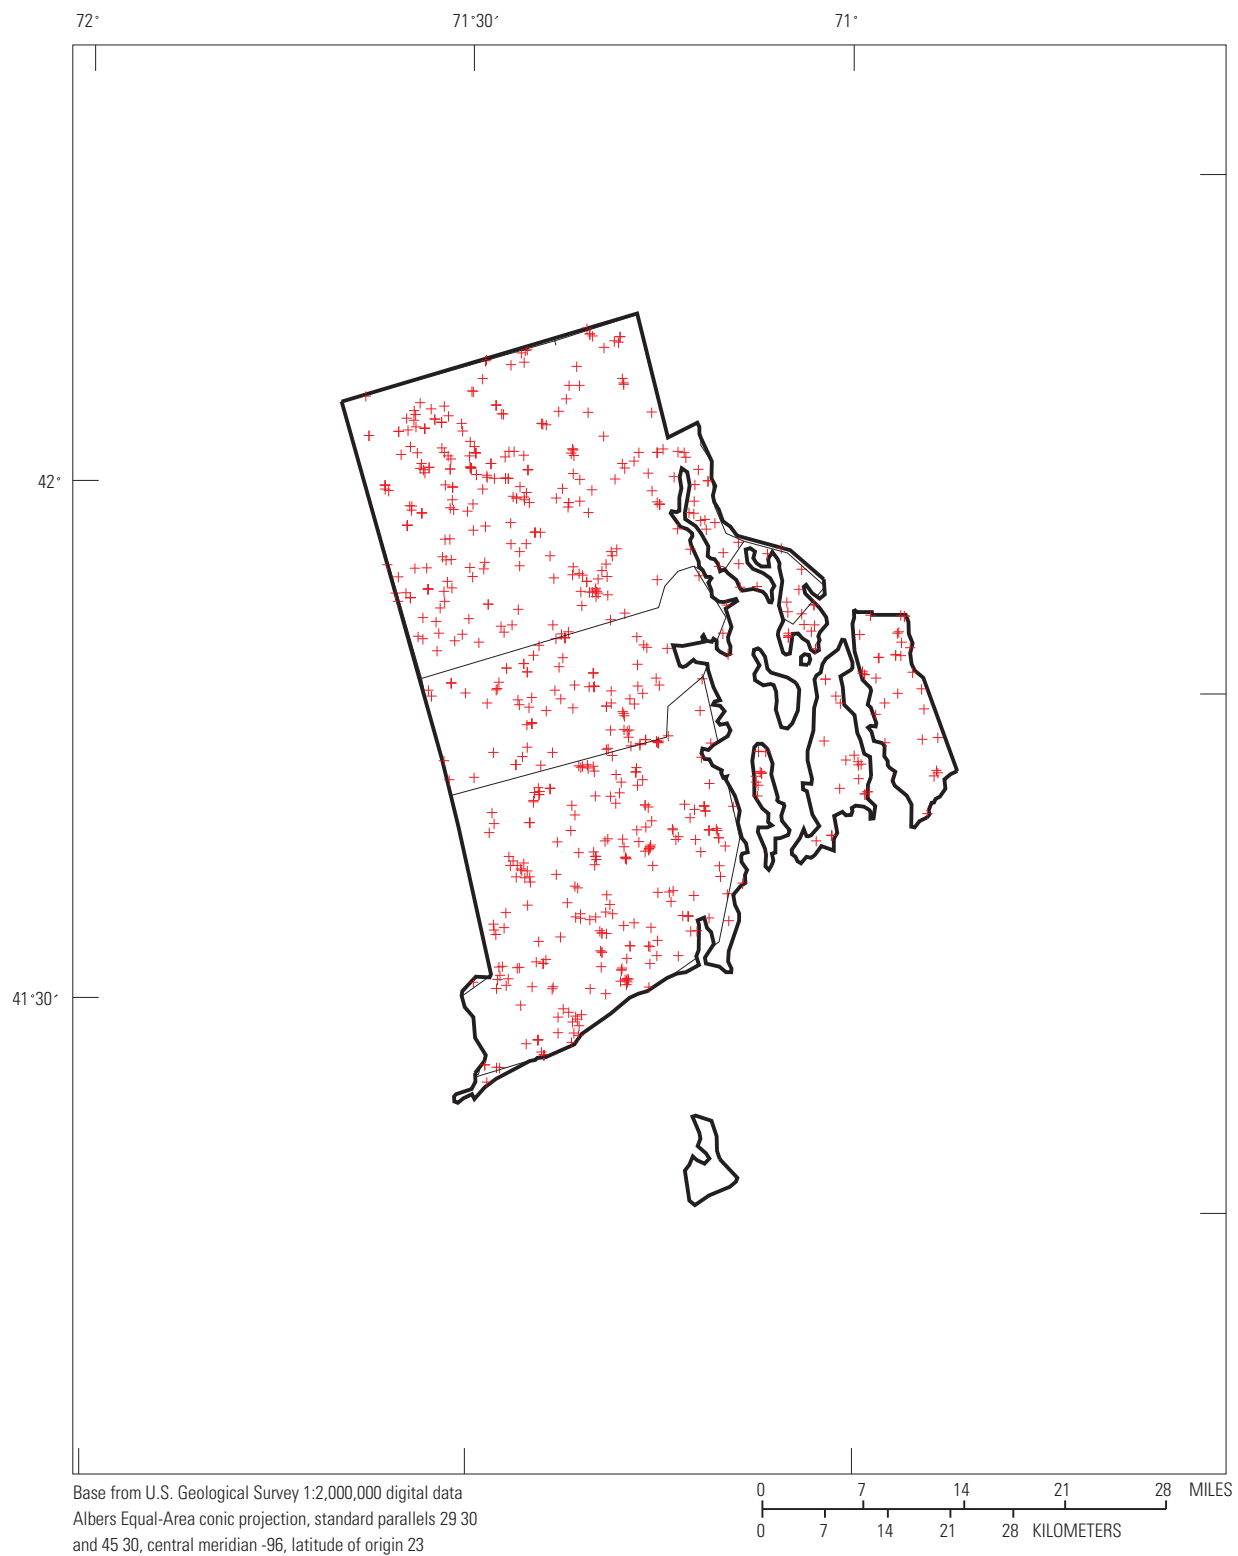 72°
71°30′
71°
42°
41°30′
Base from U.S. Geological Survey 1:2,000,000 digital data
Albers Equal-Area conic projection, standard parallels 29 30
and 45 30, central meridian -96, latitude of origin 23
0 7 14 21 28 MILES
0 7 14 21 28 KILOMETERS